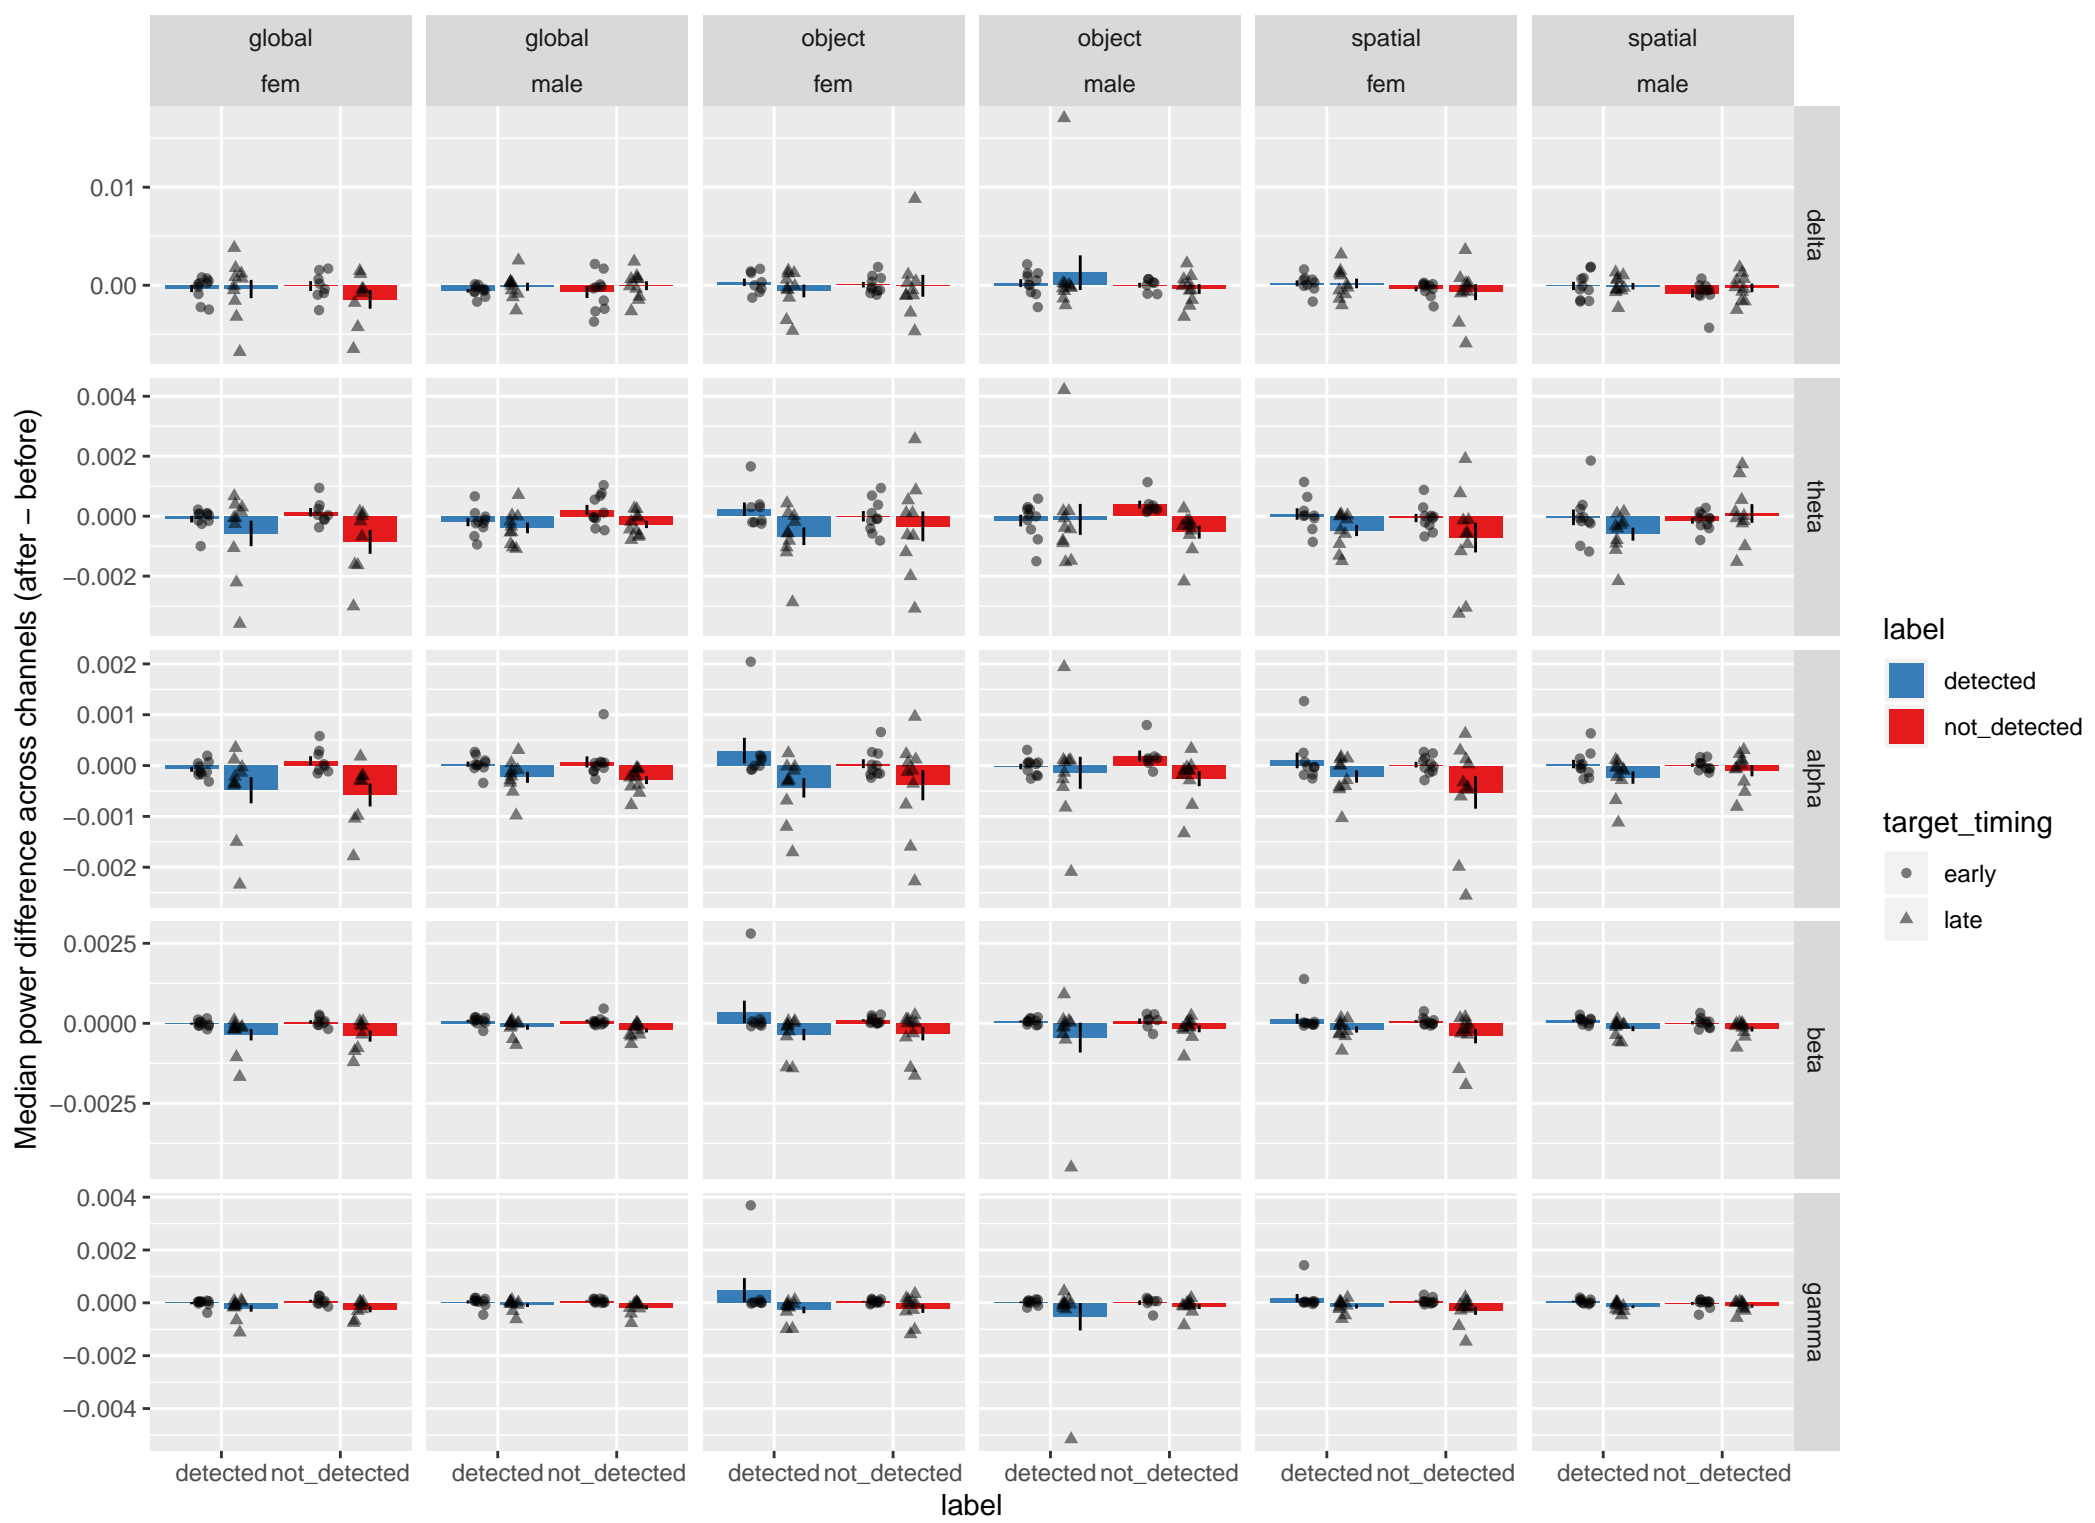 global global object object spatial spatial
fem male fem male fem male
0.01
0.00
delta
0.004
0.002
0.000
−0.002
theta
0.002
0.001
0.000
−0.001
−0.002
alpha
0.0025
0.0000
−0.0025
beta
0.004
0.002
0.000
−0.002
−0.004
gamma
detected not_detected detected not_detected detected not_detected detected not_detected detected not_detected detected not_detected
label
Median power difference across channels (after − before)
label
detected
not_detected
target_timing
early
late